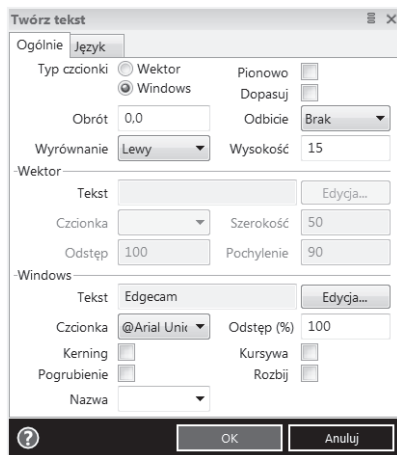 Twórz tekst
Ogólnie Język
Typ czcionki Wektor Pionowo
Windows Dopasuj
Obrót 0,0 Odbicie Brak
Wyrównanie Lewy Wysokość 15
Wektor
Tekst Edycja...
Czcionka Szerokość 50
Odstęp 100 Pochylenie 90
Windows
Tekst Edgecam Edycja...
Czcionka @Arial Unic Odstęp (%) 100
Kerning Kursywa
Pogrubienie Rozbij
Nazwa
? OK Anuluj